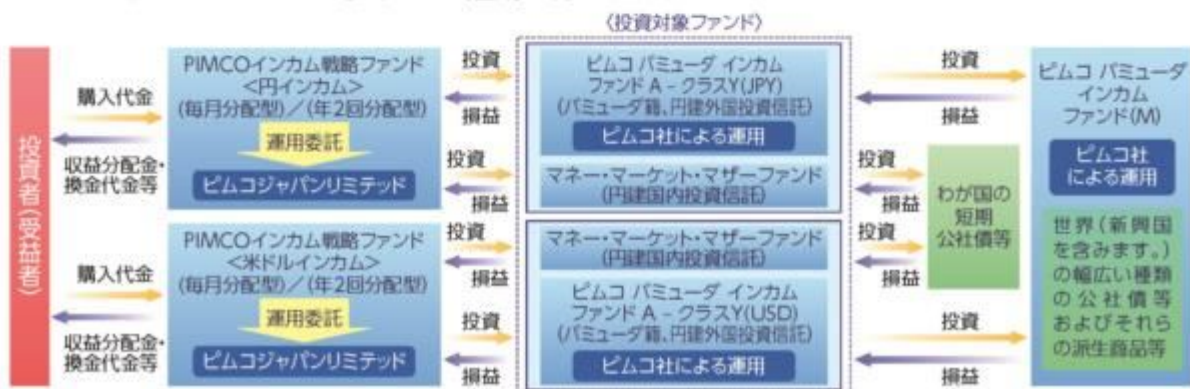 〈投資対象ファンド〉
投資者(受益者)
購入代金
収益分配金・
換金代金等
PIMCOインカム戦略ファンド
<円インカム>
(毎月分配型)/(年2回分配型)
運用委託
ピムコジャパンリミテッド
投資
損益
投資
損益
ピムコ バミューダ インカム
ファンド A – クラスY(JPY)
(バミューダ籍、円建外国投資信託)
ピムコ社による運用
マネー・マーケット・マザーファンド
(円建国内投資信託)
投資
損益
投資
損益
わが国の
短期
公社債等
ピムコ バミューダ
インカム
ファンド(M)
ピムコ社
による運用
世界(新興国
を含みます。)
の幅広い種類
の公社債等
およびそれら
の派生商品等
購入代金
収益分配金・
換金代金等
PIMCOインカム戦略ファンド
<米ドルインカム>
(毎月分配型)/(年2回分配型)
運用委託
ピムコジャパンリミテッド
投資
損益
投資
損益
マネー・マーケット・マザーファンド
(円建国内投資信託)
ピムコ バミューダ インカム
ファンド A – クラスY(USD)
(バミューダ籍、円建外国投資信託)
ピムコ社による運用
投資
損益
投資
損益